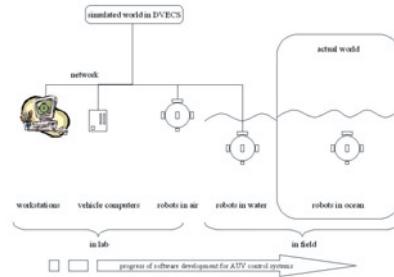 simulated world in DVECS
actual world
network
workstations
vehicle computers
robots in air
robots in water
robots in ocean
in lab
in field
progress of software development for AUV control systems